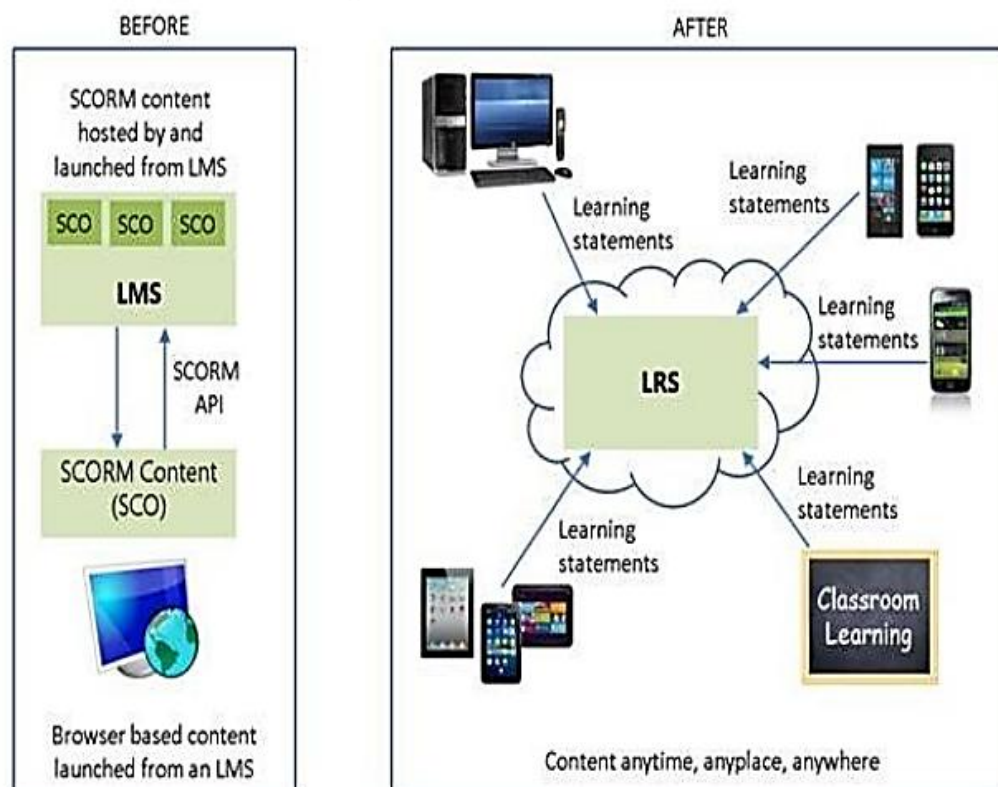 BEFORE
SCORM content
hosted by and
launched from LMS
SCO SCO SCO
LMS
SCORM
API
SCORM Content
(SCO)
Browser based content
launched from an LMS
AFTER
Learning
statements
Learning
statements
Learning
statements
LRS
Learning
statements
Learning
statements
Classroom
Learning
Content anytime, anyplace, anywhere